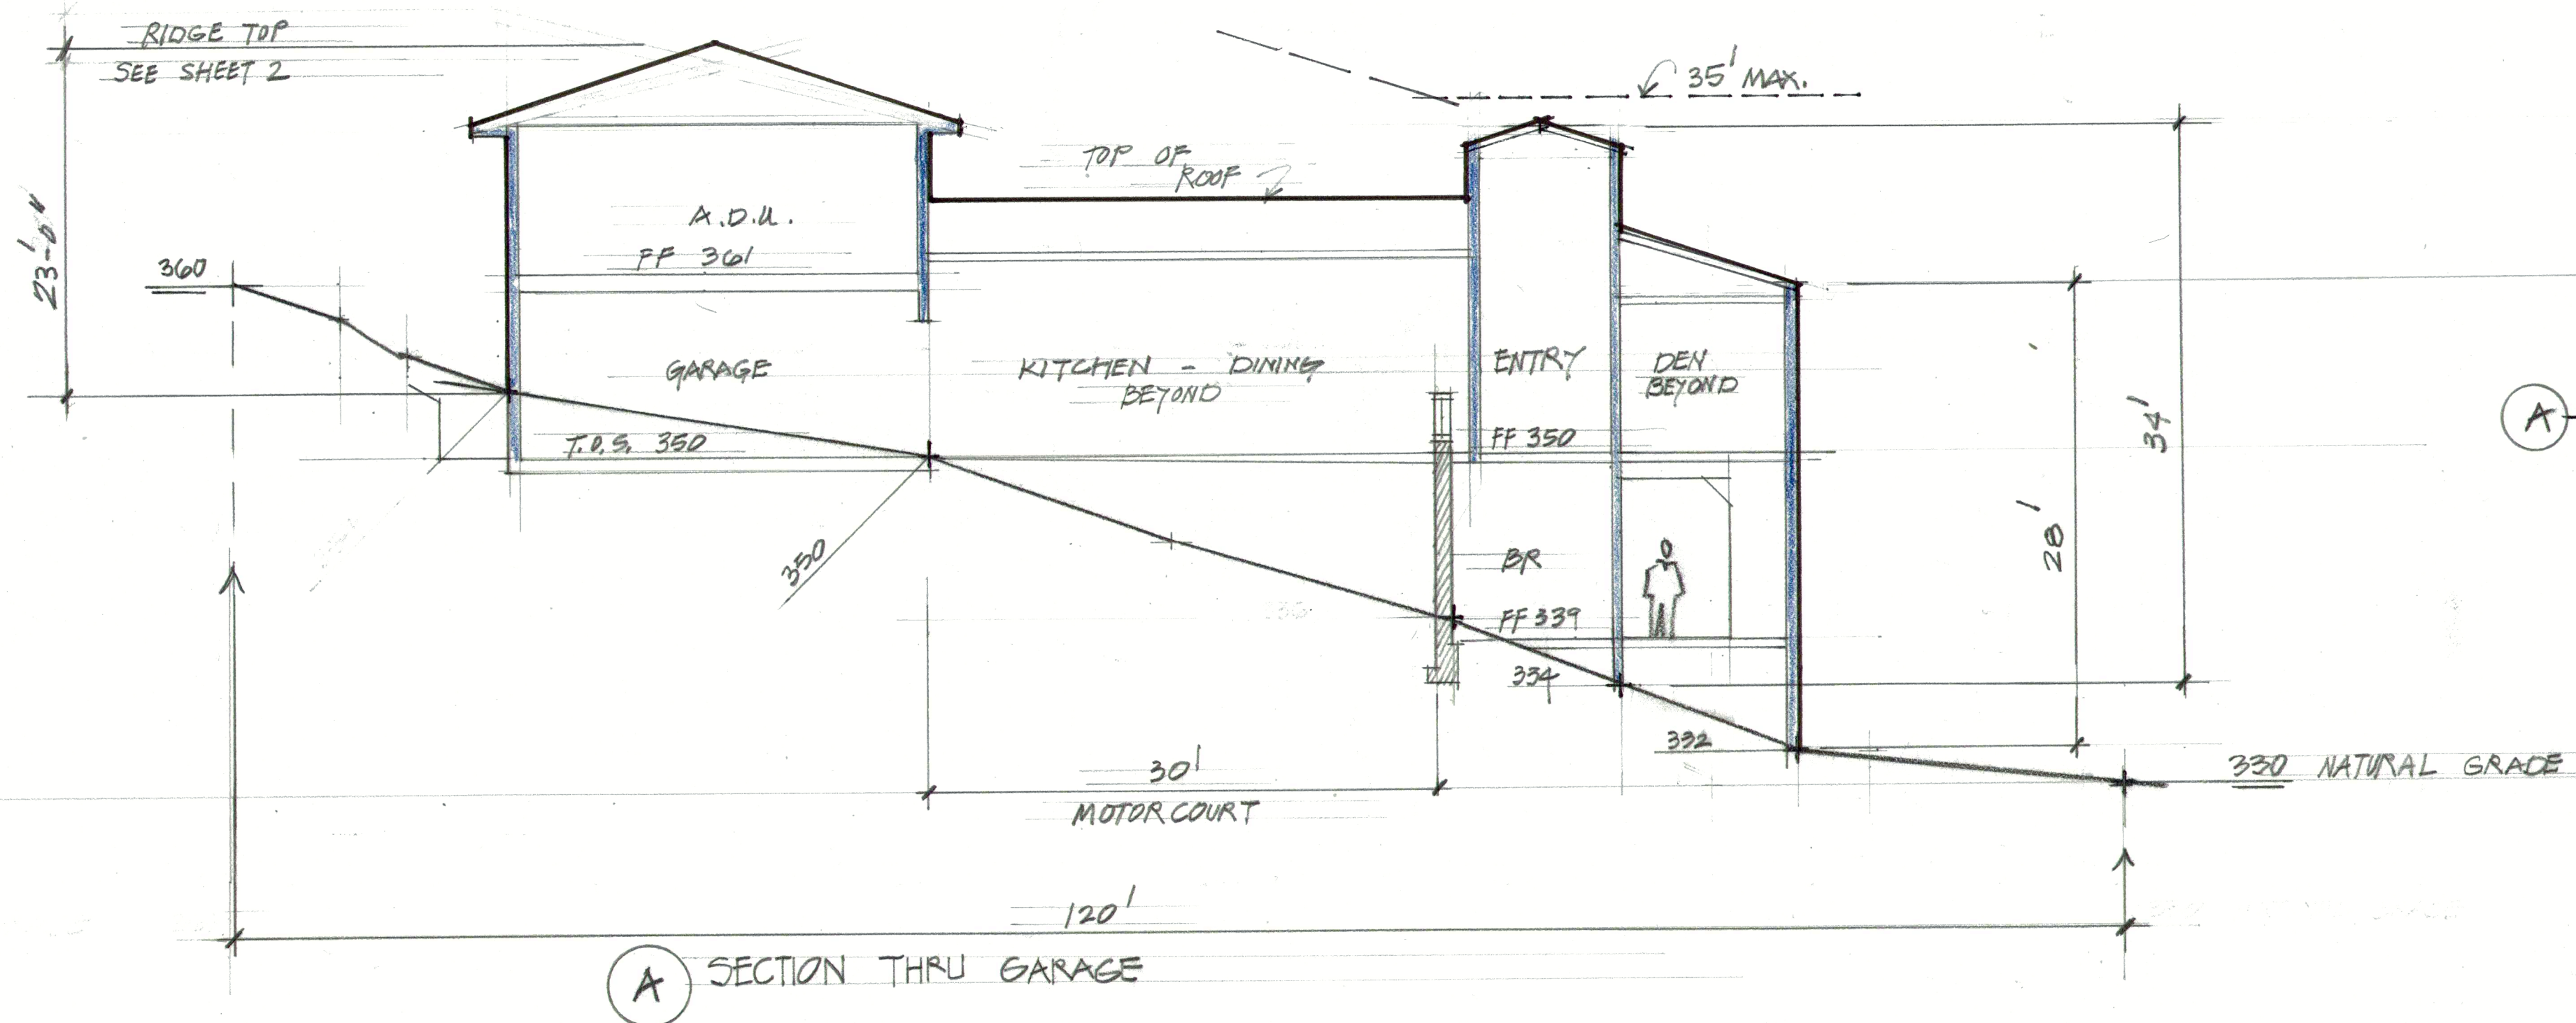 RIDGE TOP
SEE SHEET 2
35' MAX.
TOP OF
ROOF
A.D.U.
FF 361
360
23'-0"
GARAGE
KITCHEN - DINING
BEYOND
ENTRY
DEN
BEYOND
A
34'
T.O.S. 350
FF 350
350
28'
BR
FF 339
334
332
330 NATURAL GRADE
30'
MOTORCOURT
120'
A SECTION THRU GARAGE